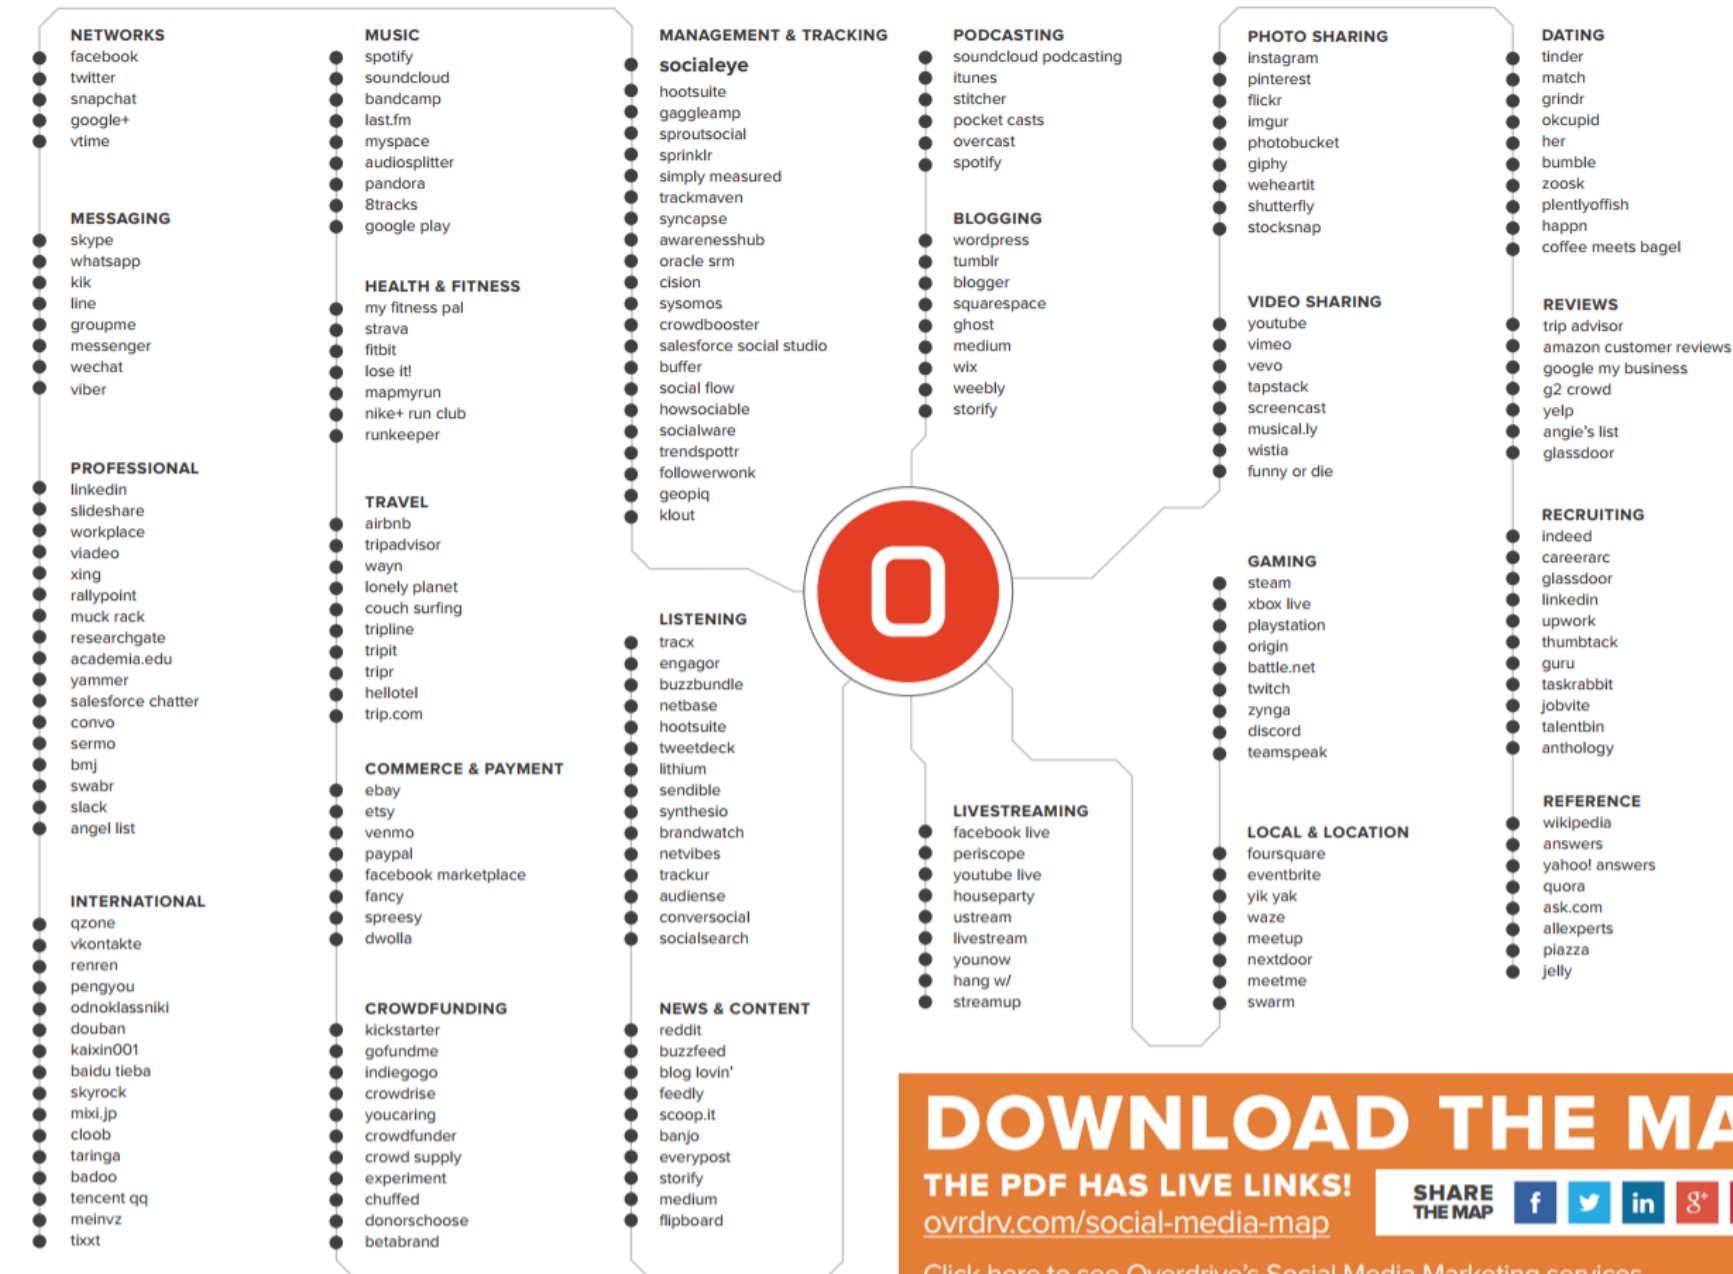 NETWORKS
facebook
twitter
snapchat
google+
vtime
MESSAGING
skype
whatsapp
kik
line
groupme
messenger
wechat
viber
PROFESSIONAL
linkedin
slideshare
workplace
viadeo
xing
rallypoint
muck rack
researchgate
academia.edu
yammer
salesforce chatter
convo
sermo
bmj
swabr
slack
angel list
INTERNATIONAL
qzone
vkontakte
renren
pengyou
odnoklassniki
douban
kaixin001
baidu tieba
skyrock
mixi.jp
cloob
taringa
badoo
tencent qq
meinvz
tixxt
MUSIC
spotify
soundcloud
bandcamp
last.fm
myspace
audiosplitter
pandora
8tracks
google play
HEALTH & FITNESS
my fitness pal
strava
fitbit
lose it!
mapmyrun
nike+ run club
runkeeper
TRAVEL
airbnb
tripadvisor
wayn
lonely planet
couch surfing
tripline
tripit
tripr
hellotel
trip.com
COMMERCE & PAYMENT
ebay
etsy
venmo
paypal
facebook marketplace
fancy
spreesy
dwolla
CROWDFUNDING
kickstarter
gofundme
indiegogo
crowdrise
youcaring
crowdfunder
crowd supply
experiment
chuffed
donorschoose
betabrand
MANAGEMENT & TRACKING
socialeye
hootsuite
gaggleamp
sproutsocial
sprinklr
simply measured
trackmaven
syncapse
awarenesshub
oracle srm
cision
sysomos
crowdbooster
salesforce social studio
buffer
social flow
howsociable
socialware
trendspottr
followerwonk
geopiq
klout
LISTENING
tracx
engagor
buzzbundle
netbase
hootsuite
tweetdeck
lithium
sendible
synthesio
brandwatch
netvibes
trackur
audiense
conversocial
socialsearch
NEWS & CONTENT
reddit
buzzfeed
blog lovin'
feedly
scoop.it
banjo
everypost
storify
medium
flipboard
PODCASTING
soundcloud podcasting
itunes
stitcher
pocket casts
overcast
spotify
BLOGGING
wordpress
tumblr
blogger
squarespace
ghost
medium
wix
weebly
storify
O
LIVESTREAMING
facebook live
periscope
youtube live
houseparty
ustream
livestream
younow
hang w/
streamup
PHOTO SHARING
instagram
pinterest
flickr
imgur
photobucket
giphy
weheartit
shutterfly
stocksnap
VIDEO SHARING
youtube
vimeo
vevo
tapstack
screencast
musical.ly
wistia
funny or die
GAMING
steam
xbox live
playstation
origin
battle.net
twitch
zynga
discord
teamspeak
LOCAL & LOCATION
foursquare
eventbrite
yik yak
waze
meetup
nextdoor
meetme
swarm
DATING
tinder
match
grindr
okcupid
her
bumble
zoosk
plentlyoffish
happn
coffee meets bagel
REVIEWS
trip advisor
amazon customer reviews
google my business
g2 crowd
yelp
angie's list
glassdoor
RECRUITING
indeed
careerarc
glassdoor
linkedin
upwork
thumbtack
guru
taskrabbit
jobvite
talentbin
anthology
REFERENCE
wikipedia
answers
yahoo! answers
quora
ask.com
allexperts
piazza
jelly
DOWNLOAD THE MA
THE PDF HAS LIVE LINKS!
ovrdrv.com/social-media-map
SHARE
THE MAP
f in g+
Click here to see Overdrive's Social Media Marketing services